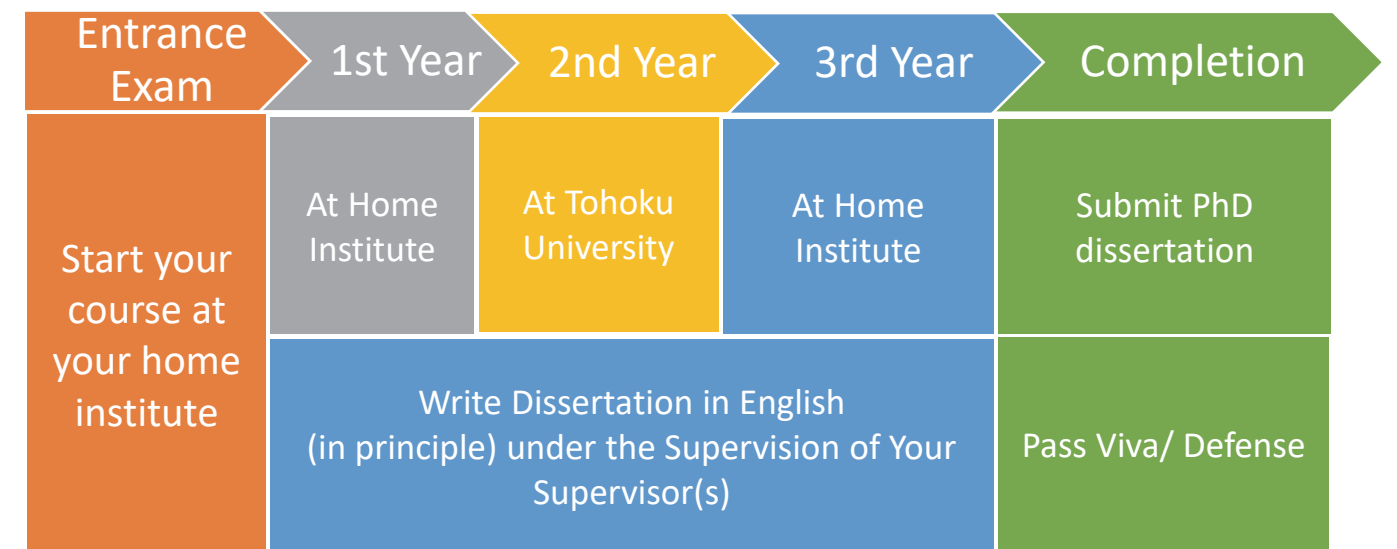 Entrance
Exam
1st Year
2nd Year
3rd Year
Completion
Start your
course at
your home
institute
At Home
Institute
At Tohoku
University
At Home
Institute
Submit PhD
dissertation
Write Dissertation in English
(in principle) under the Supervision of Your
Supervisor(s)
Pass Viva/ Defense